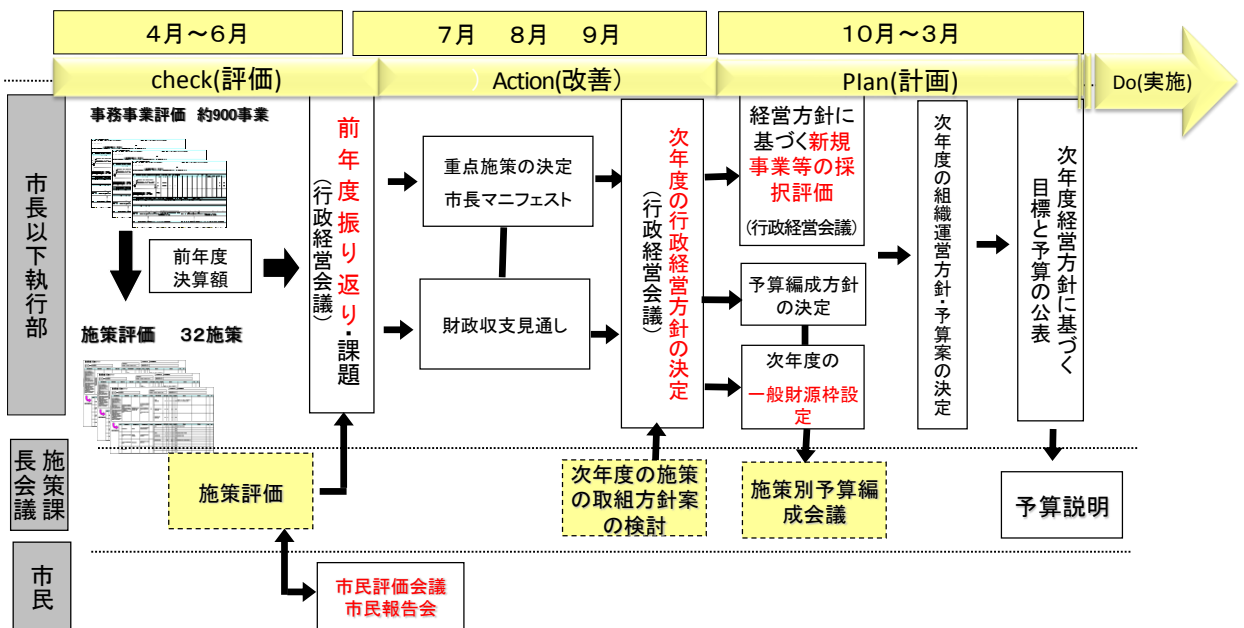 4月～6月
7月 8月 9月
10月～3月
check(評価)
Action(改善)
Plan(計画)
Do(実施)
市長以下執行部
事務事業評価 約900事業
前年度
決算額
施策評価 32施策
前年度振り返り・課題
(行政経営会議)
重点施策の決定
市長マニフェスト
財政収支見通し
次年度の行政経営方針の決定
(行政経営会議)
経営方針に
基づく新規
事業等の採
択評価
(行政経営会議)
予算編成方針
の決定
次年度の
一般財源枠設
定
次年度の組織運営方針・予算案の決定
次年度経営方針に基づく
目標と予算の公表
施策課
長会議
施策評価
次年度の施策
の取組方針案
の検討
施策別予算編
成会議
予算説明
市民
市民評価会議
市民報告会